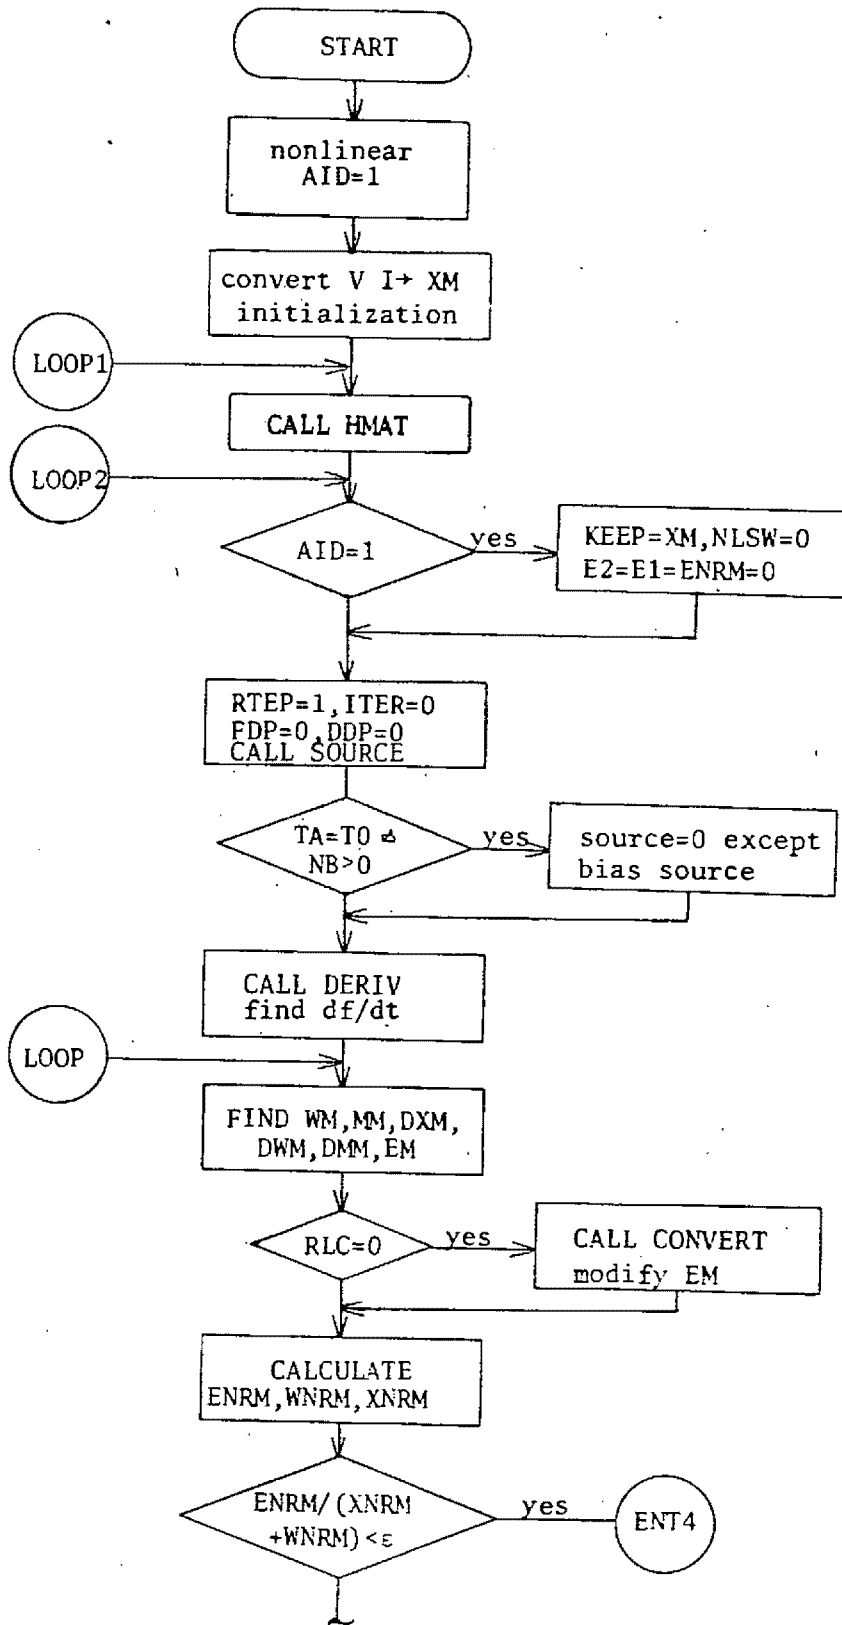 START
nonlinear
AID=1
convert V I→ XM
initialization
LOOP1
CALL HMAT
LOOP2
AID=1
yes
KEEP=XM,NLSW=0
E2=E1=ENRM=0
RTEP=1,ITER=0
FDP=0,DDP=0
CALL SOURCE
TA=T0 &
NB>0
yes
source=0 except
bias source
CALL DERIV
find df/dt
LOOP
FIND WM,MM,DXM,
DWM,DMM,EM
RLC=0
yes
CALL CONVERT
modify EM
CALCULATE
ENRM,WNRM,XNRM
ENRM/(XNRM
+WNRM)<ε
yes
ENT4